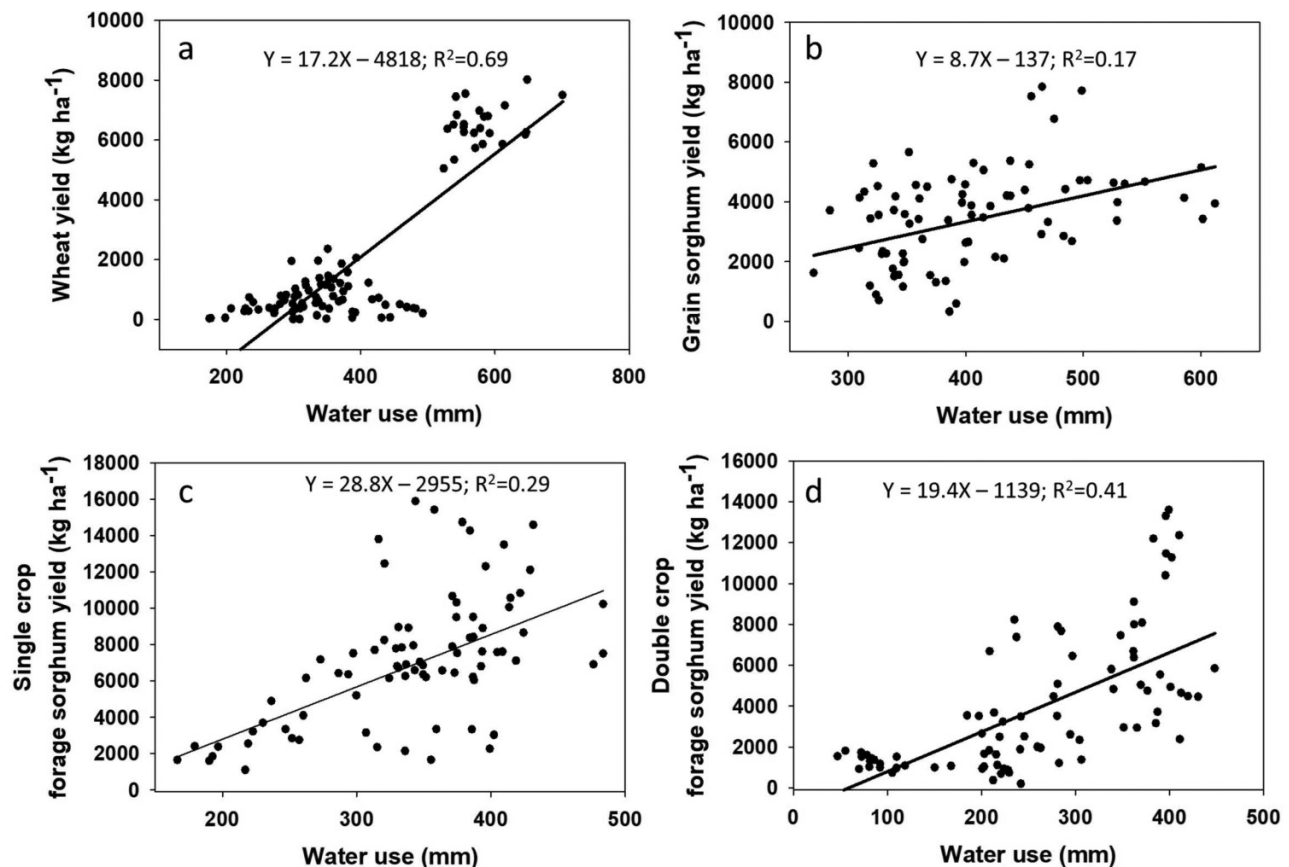 a
Y = 17.2X – 4818; R²=0.69
Wheat yield (kg ha⁻¹)
10000
8000
6000
4000
2000
0
200 400 600 800
Water use (mm)
b
Y = 8.7X – 137; R²=0.17
Grain sorghum yield (kg ha⁻¹)
10000
8000
6000
4000
2000
0
300 400 500 600
Water use (mm)
c
Y = 28.8X – 2955; R²=0.29
Single crop
forage sorghum yield (kg ha⁻¹)
18000
16000
14000
12000
10000
8000
6000
4000
2000
0
200 300 400 500
Water use (mm)
d
Y = 19.4X – 1139; R²=0.41
Double crop
forage sorghum yield (kg ha⁻¹)
16000
14000
12000
10000
8000
6000
4000
2000
0
0 100 200 300 400 500
Water use (mm)